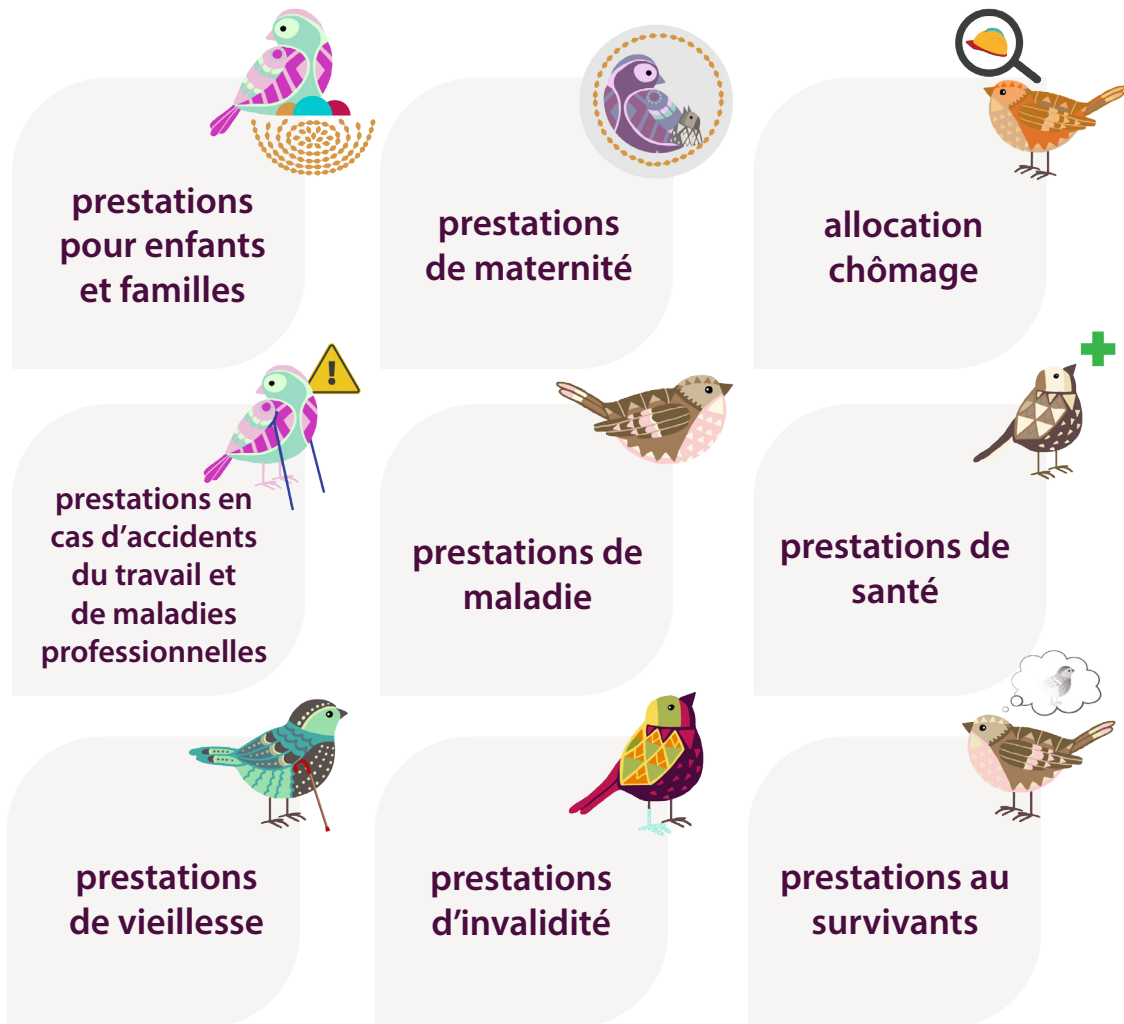 prestations
pour enfants
et familles
prestations
de maternité
allocation
chômage
prestations en
cas d’accidents
du travail et
de maladies
professionnelles
prestations de
maladie
prestations de
santé
prestations
de vieillesse
prestations
d’invalidité
prestations au
survivants